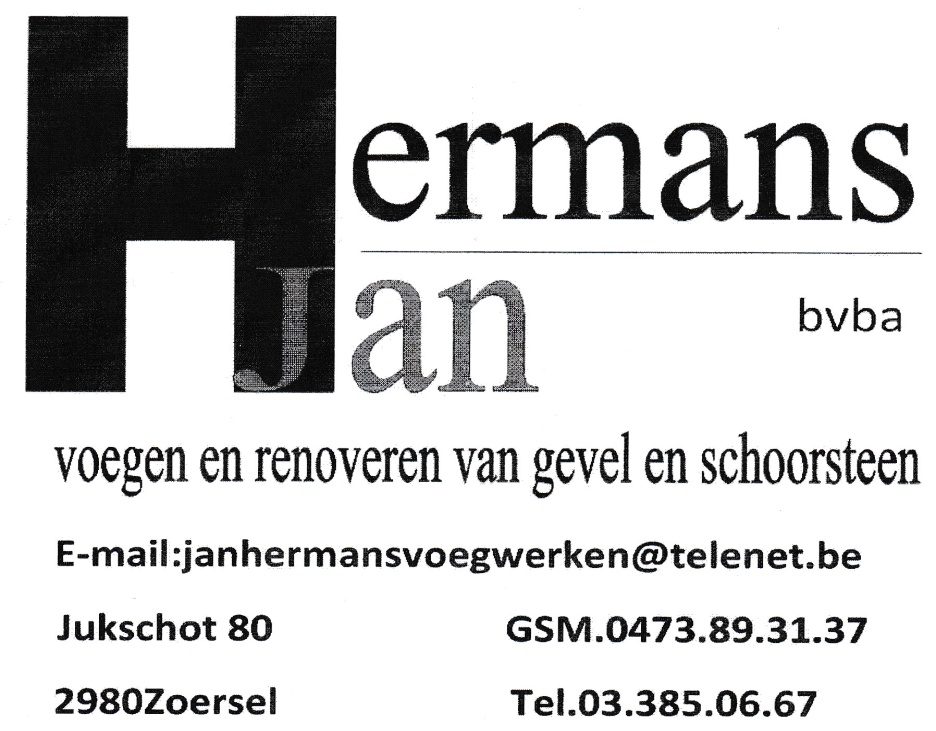 Hermans
Jan
bvba
voegen en renoveren van gevel en schoorsteen
E-mail:janhermansvoegwerken@telenet.be
Jukschot 80 GSM.0473.89.31.37
2980Zoersel Tel.03.385.06.67